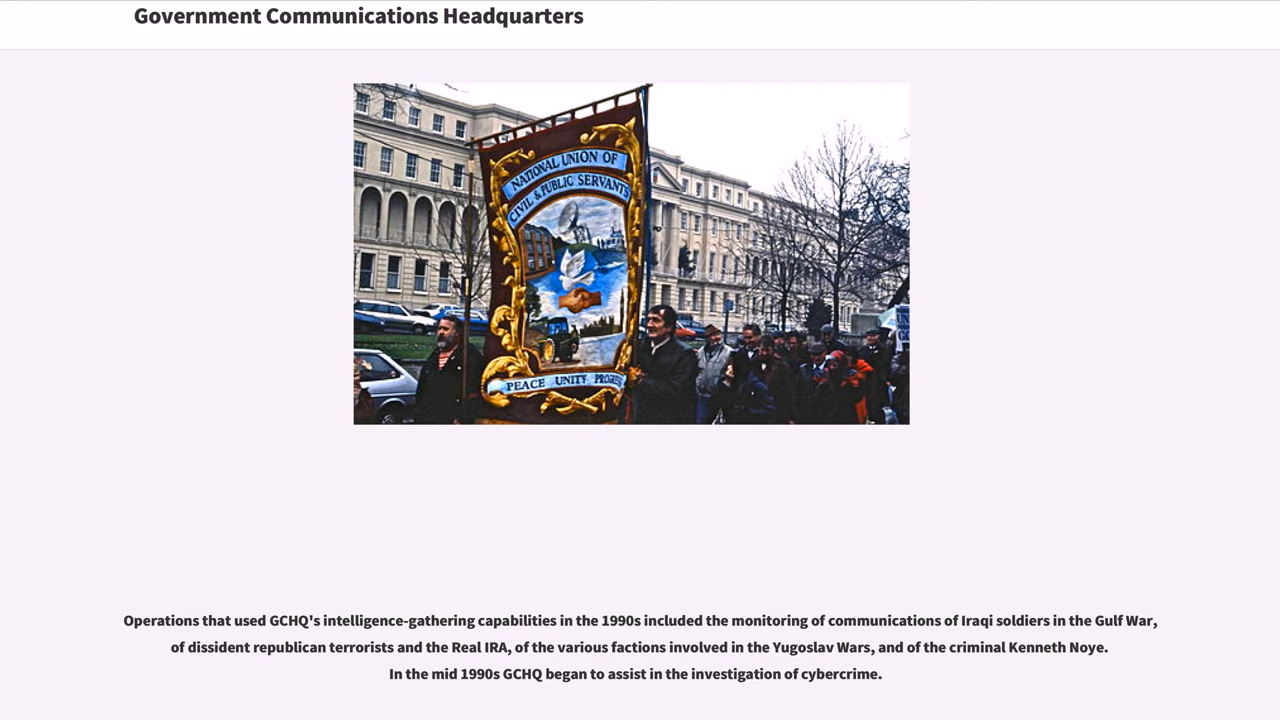 Government Communications Headquarters
NATIONAL UNION OF
CIVIL & PUBLIC SERVANTS
PEACE UNITY
Operations that used GCHQ's intelligence-gathering capabilities in the 1990s included the monitoring of communications of Iraqi soldiers in the Gulf War,
of dissident republican terrorists and the Real IRA, of the various factions involved in the Yugoslav Wars, and of the criminal Kenneth Noye.
In the mid 1990s GCHQ began to assist in the investigation of cybercrime.